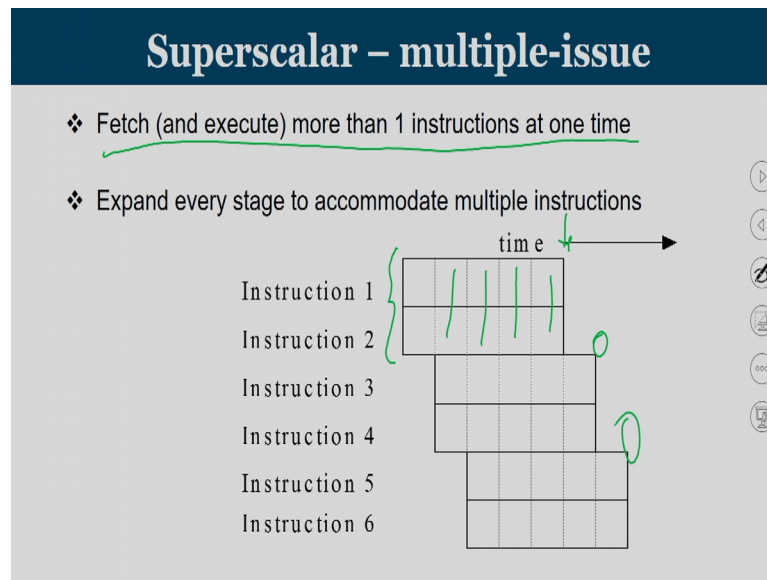 Superscalar – multiple-issue
❖ Fetch (and execute) more than 1 instructions at one time
❖ Expand every stage to accommodate multiple instructions
time
Instruction 1
Instruction 2
Instruction 3
Instruction 4
Instruction 5
Instruction 6